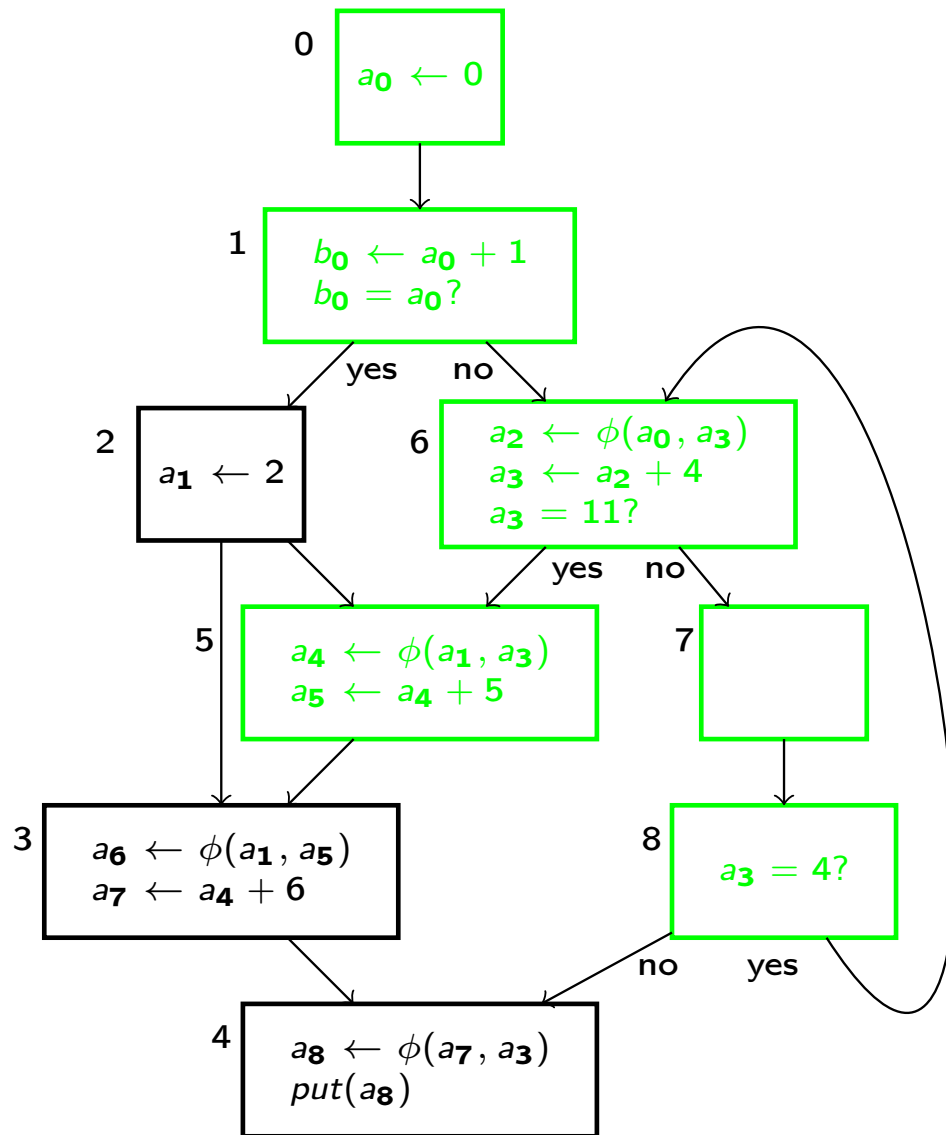 0
a₀ ← 0
1
b₀ ← a₀ + 1
b₀ = a₀?
yes no
2
a₁ ← 2
6
a₂ ← ϕ(a₀, a₃)
a₃ ← a₂ + 4
a₃ = 11?
yes no
5
a₄ ← ϕ(a₁, a₃)
a₅ ← a₄ + 5
7
3
a₆ ← ϕ(a₁, a₅)
a₇ ← a₄ + 6
8
a₃ = 4?
no yes
4
a₈ ← ϕ(a₇, a₃)
put(a₈)